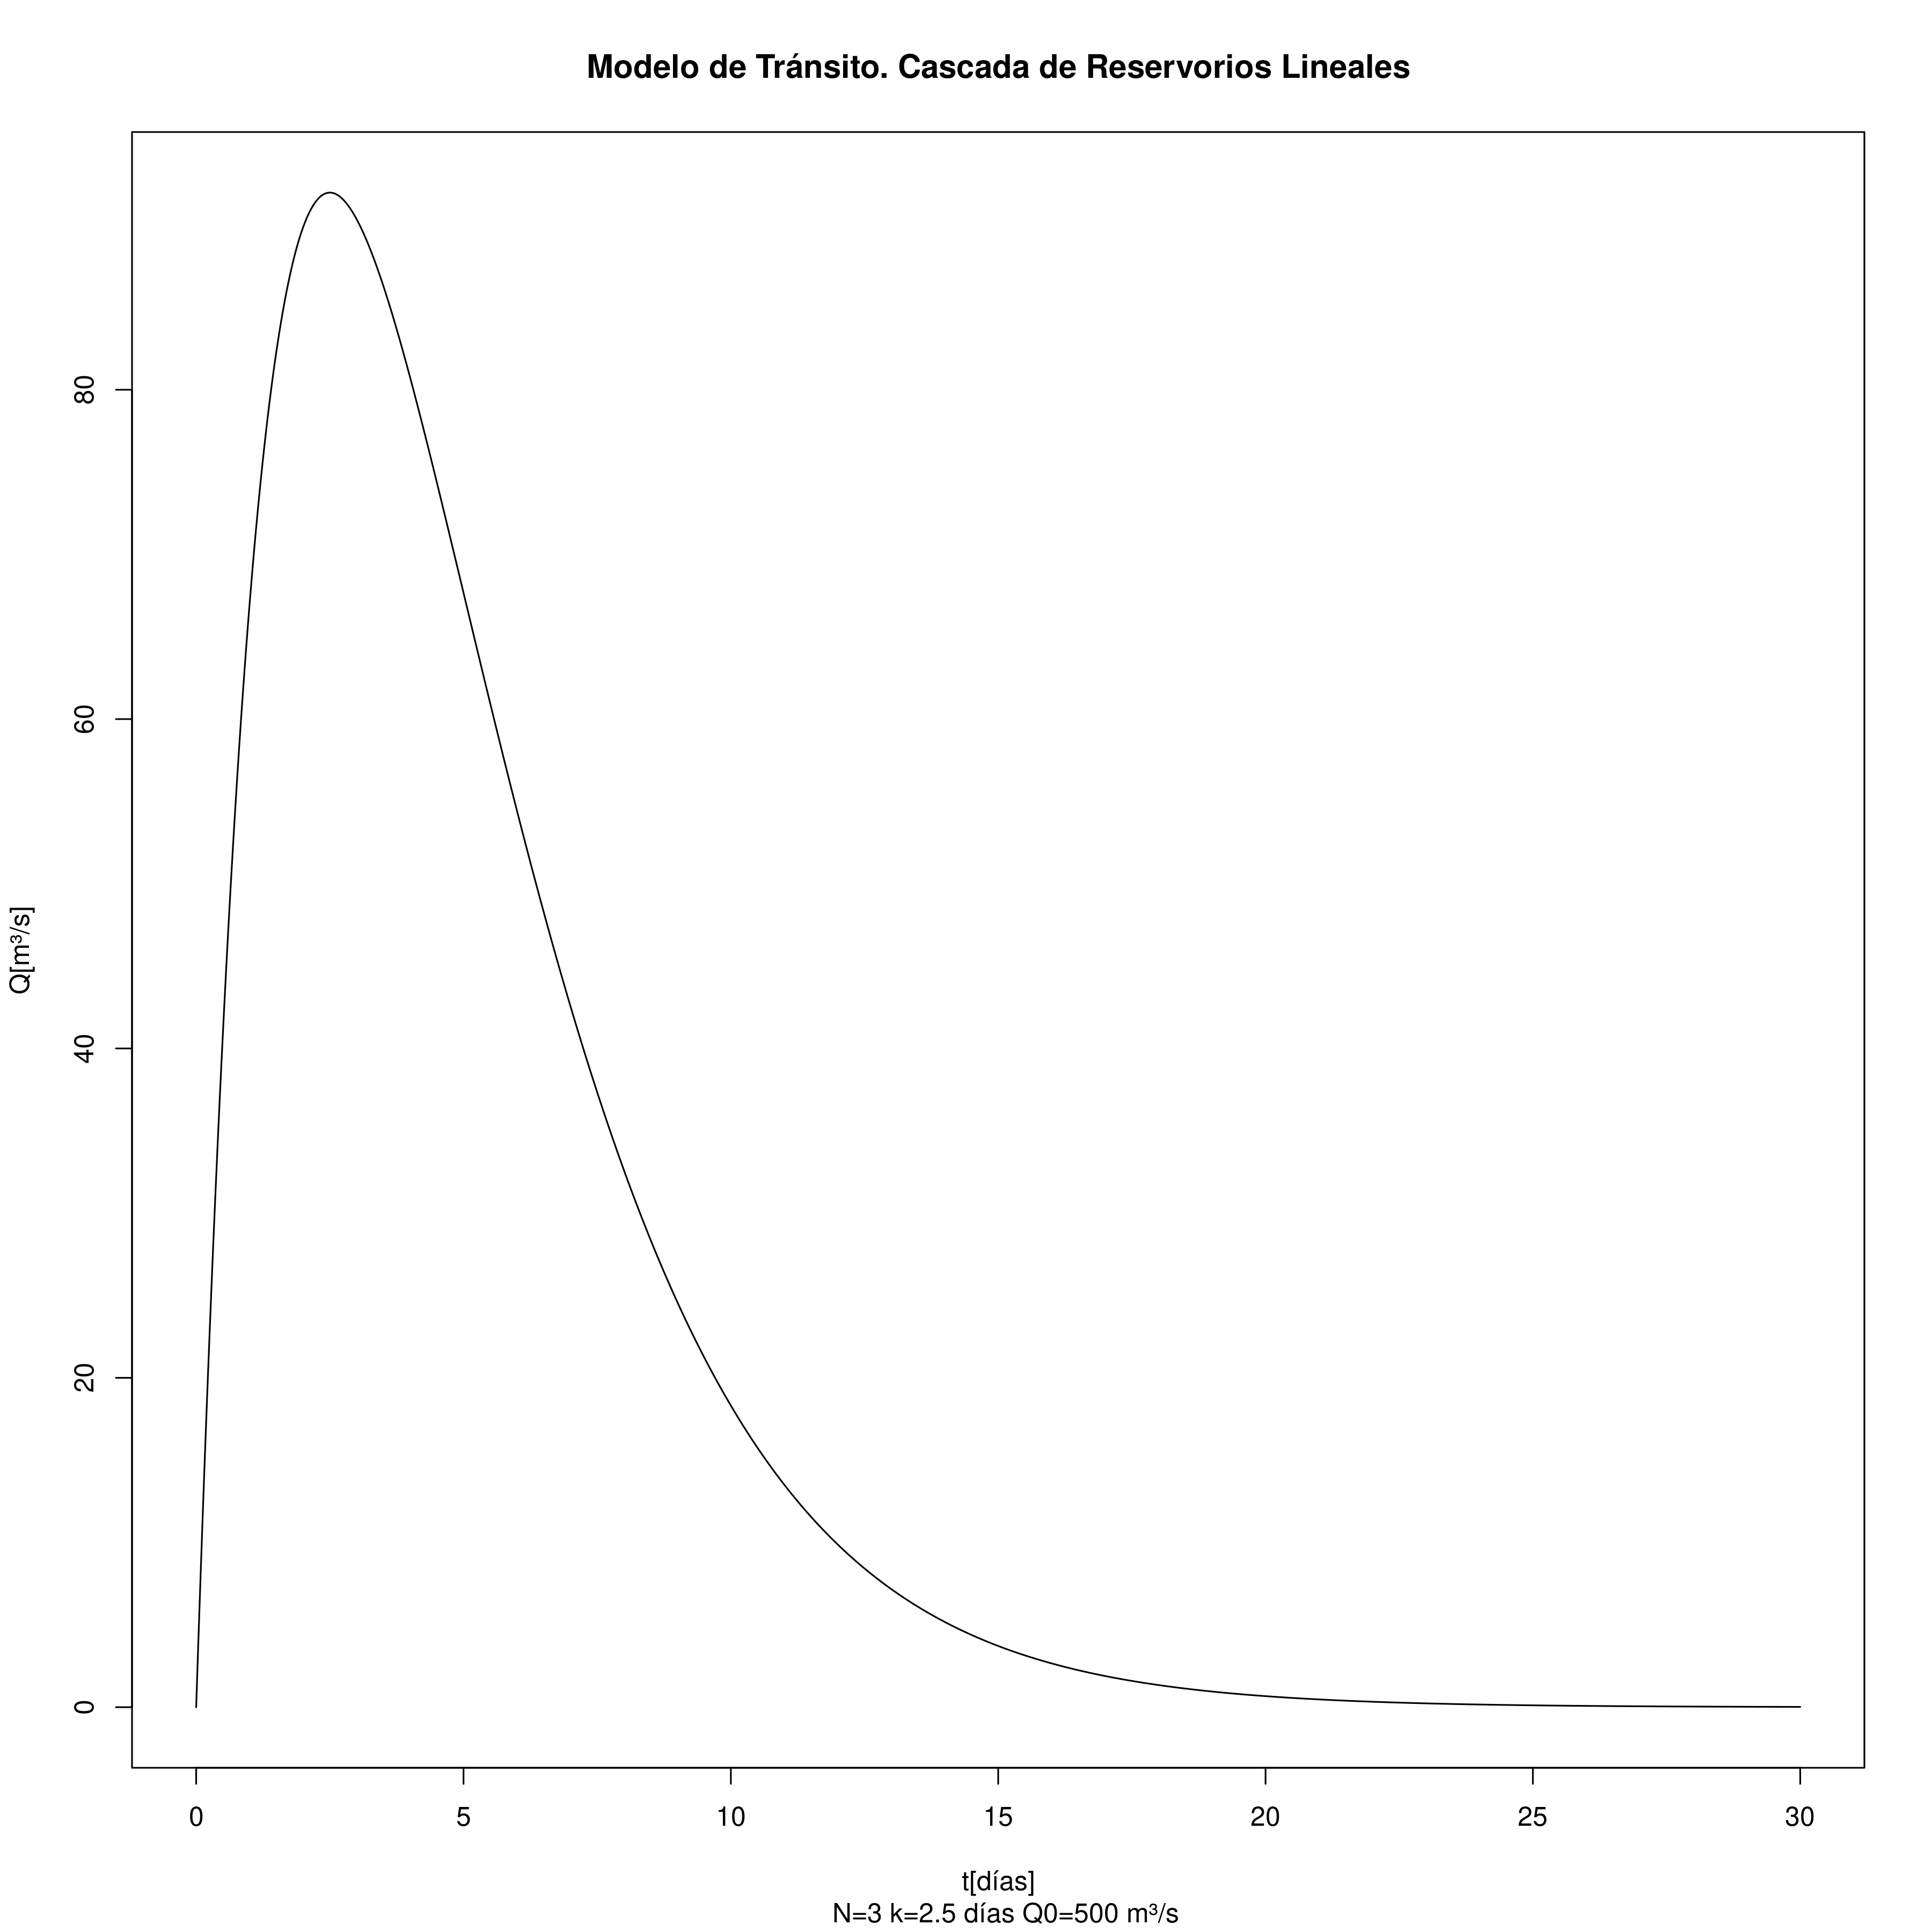 Modelo de Tránsito. Cascada de Reservorios Lineales
80
60
40
20
0
Q[m³/s]
0 5 10 15 20 25 30
t[días]
N=3 k=2.5 días Q0=500 m³/s